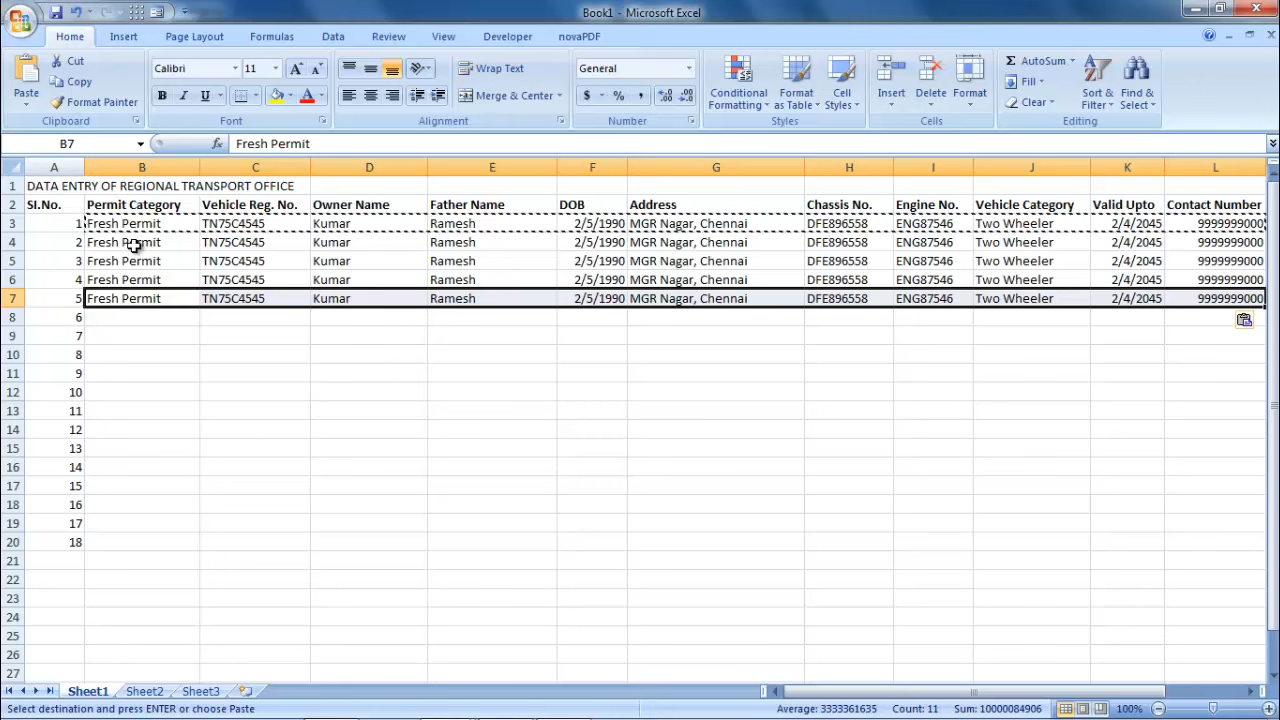 Book1 - Microsoft Excel
Home Insert Page Layout Formulas Data Review View Developer novaPDF
Paste Cut Copy Format Painter Clipboard
Calibri 11 A A B I U A Font
Wrap Text Merge & Center Alignment
General $ % , Number
Conditional Formatting Format as Table Cell Styles Styles
Insert Delete Format Cells
Σ AutoSum Fill Clear Sort & Filter Find & Select Editing
B7 fx Fresh Permit
A B C D E F G H I J K L
1 DATA ENTRY OF REGIONAL TRANSPORT OFFICE
2 Sl.No. Permit Category Vehicle Reg. No. Owner Name Father Name DOB Address Chassis No. Engine No. Vehicle Category Valid Upto Contact Number
3 1 Fresh Permit TN75C4545 Kumar Ramesh 2/5/1990 MGR Nagar, Chennai DFE896558 ENG87546 Two Wheeler 2/4/2045 9999999000
4 2 Fresh Permit TN75C4545 Kumar Ramesh 2/5/1990 MGR Nagar, Chennai DFE896558 ENG87546 Two Wheeler 2/4/2045 9999999000
5 3 Fresh Permit TN75C4545 Kumar Ramesh 2/5/1990 MGR Nagar, Chennai DFE896558 ENG87546 Two Wheeler 2/4/2045 9999999000
6 4 Fresh Permit TN75C4545 Kumar Ramesh 2/5/1990 MGR Nagar, Chennai DFE896558 ENG87546 Two Wheeler 2/4/2045 9999999000
7 5 Fresh Permit TN75C4545 Kumar Ramesh 2/5/1990 MGR Nagar, Chennai DFE896558 ENG87546 Two Wheeler 2/4/2045 9999999000
8 6
9 7
10 8
11 9
12 10
13 11
14 12
15 13
16 14
17 15
18 16
19 17
20 18
21
22
23
24
25
26
27
Sheet1 Sheet2 Sheet3
Select destination and press ENTER or choose Paste Average: 3333361635 Count: 11 Sum: 10000084906 100%